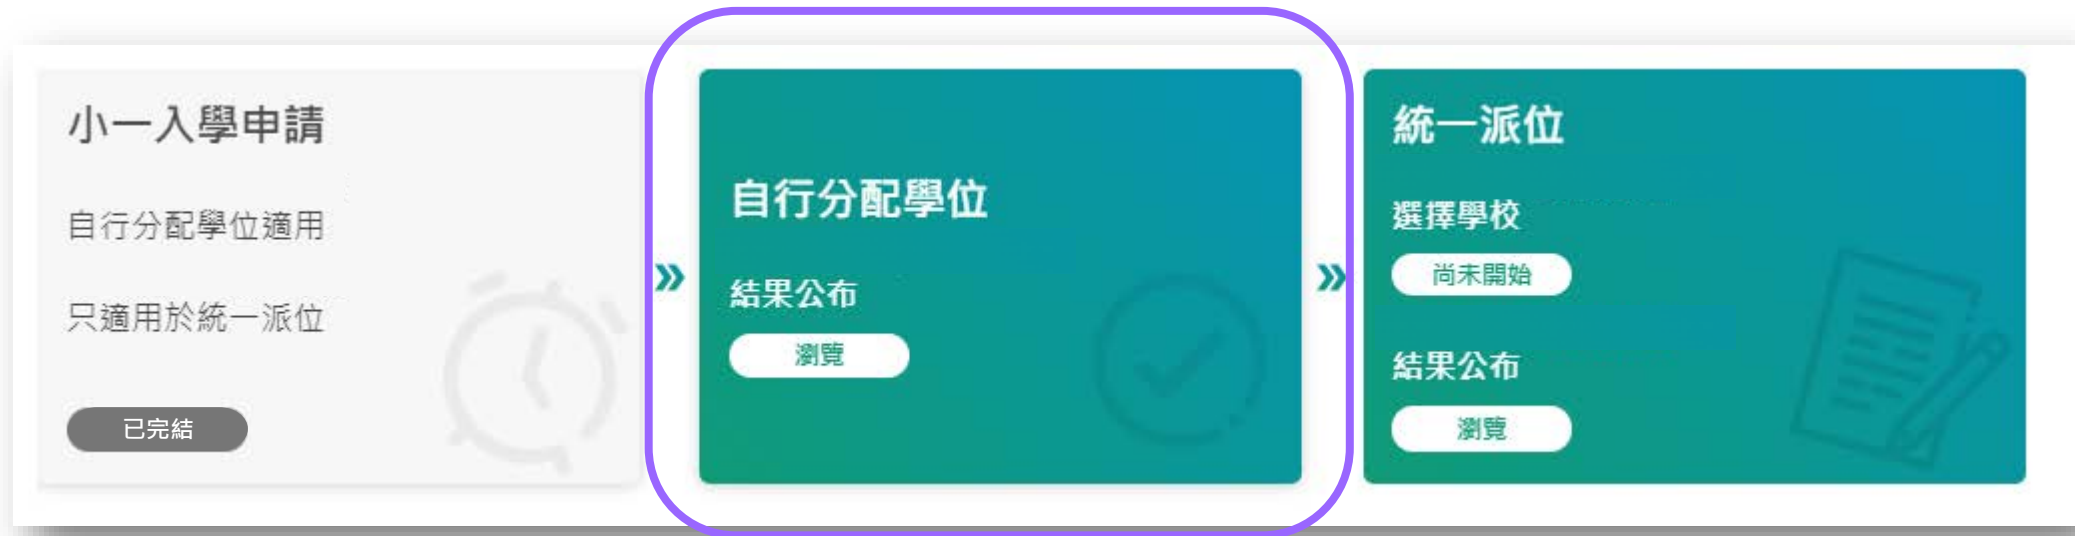 小一入學申請
自行分配學位適用
只適用於統一派位
已完結
»
自行分配學位
結果公布
瀏覽
»
統一派位
選擇學校
尚未開始
結果公布
瀏覽